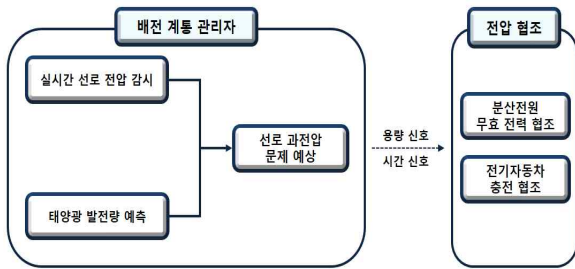 배전 계통 관리자
실시간 선로 전압 감시
태양광 발전량 예측
선로 과전압
문제 예상
용량 신호
시간 신호
전압 협조
분산전원
무효 전력 협조
전기자동차
충전 협조